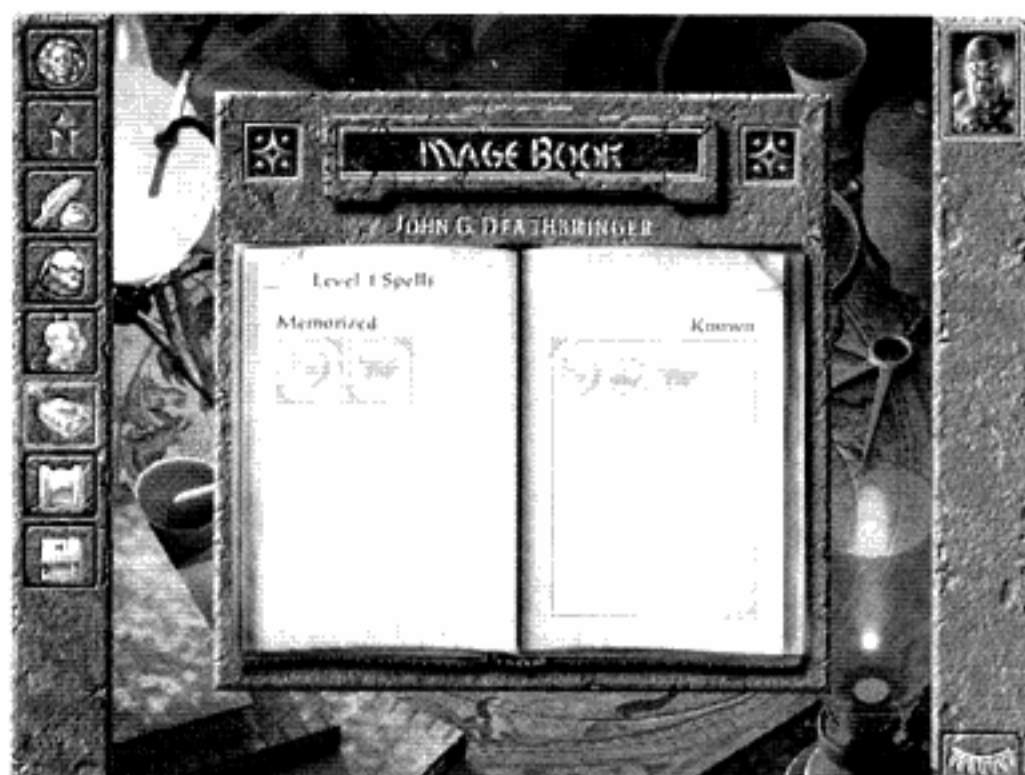 MAGE BOOK
JOHN G. DEATHBRINGER
Level 1 Spells
Memorized
Known